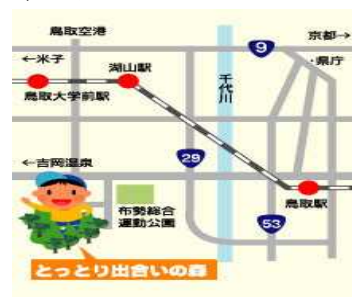 鳥取空港
9
京都→
・県庁
←米子
湖山駅
鳥取大学前駅
千代川
29
←吉岡温泉
布勢総合
運動公園
鳥取駅
53
とっとり出合いの森